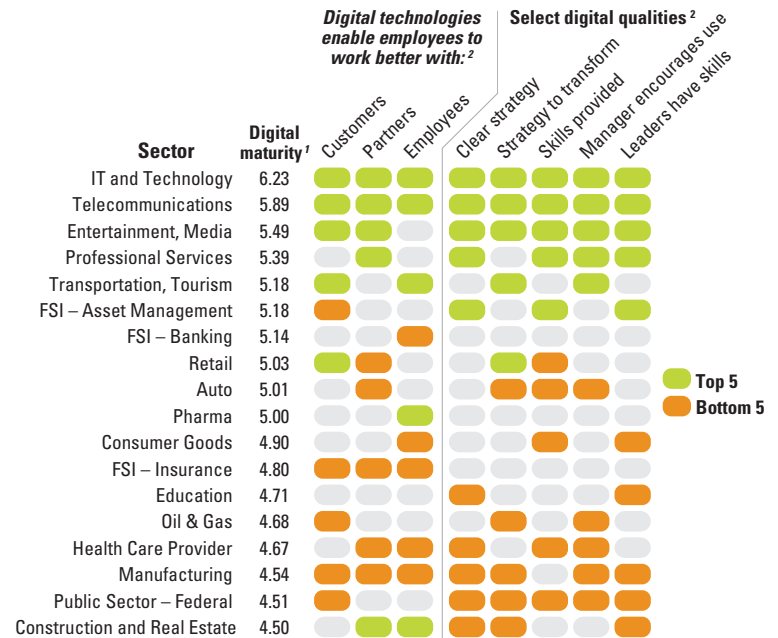 Digital technologies
enable employees to
work better with: 2
Select digital qualities 2
Sector
Digital
maturity 1
Customers
Partners
Employees
Clear strategy
Strategy to transform
Skills provided
Manager encourages use
Leaders have skills
IT and Technology 6.23
Telecommunications 5.89
Entertainment, Media 5.49
Professional Services 5.39
Transportation, Tourism 5.18
FSI – Asset Management 5.18
FSI – Banking 5.14
Retail 5.03
Auto 5.01
Pharma 5.00
Consumer Goods 4.90
FSI – Insurance 4.80
Education 4.71
Oil & Gas 4.68
Health Care Provider 4.67
Manufacturing 4.54
Public Sector – Federal 4.51
Construction and Real Estate 4.50
Top 5
Bottom 5